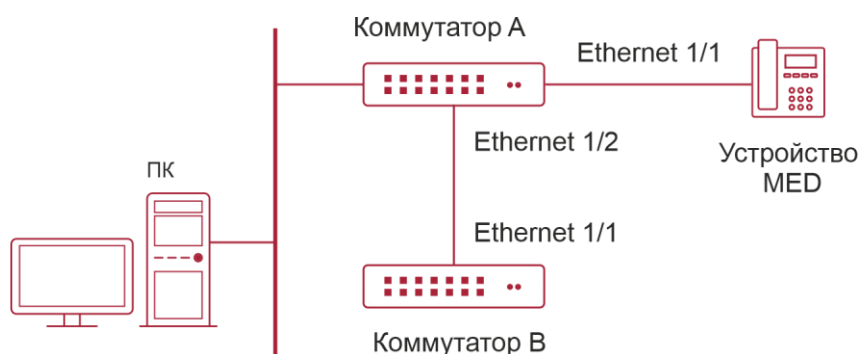 Коммутатор А
Ethernet 1/1
Ethernet 1/2
Устройство
MED
ПК
Ethernet 1/1
Коммутатор В